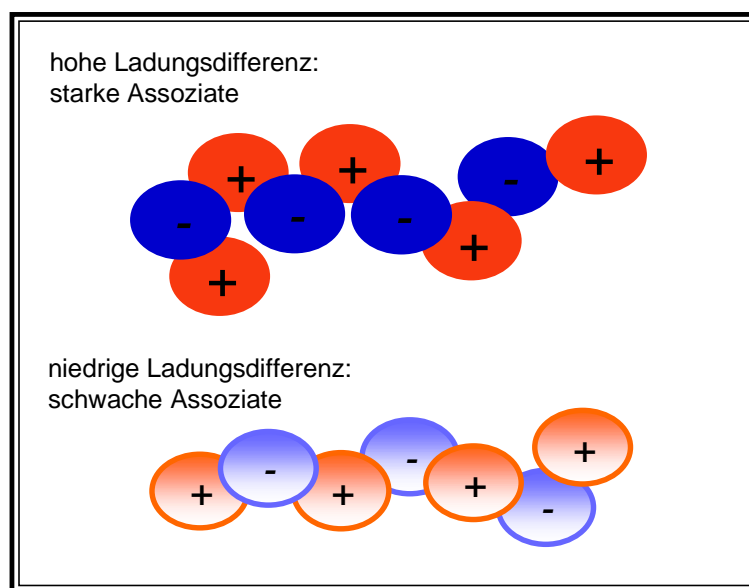 hohe Ladungsdifferenz:
starke Assoziate
+ + - +
- - - +
+
niedrige Ladungsdifferenz:
schwache Assoziate
- - +
+ + + -